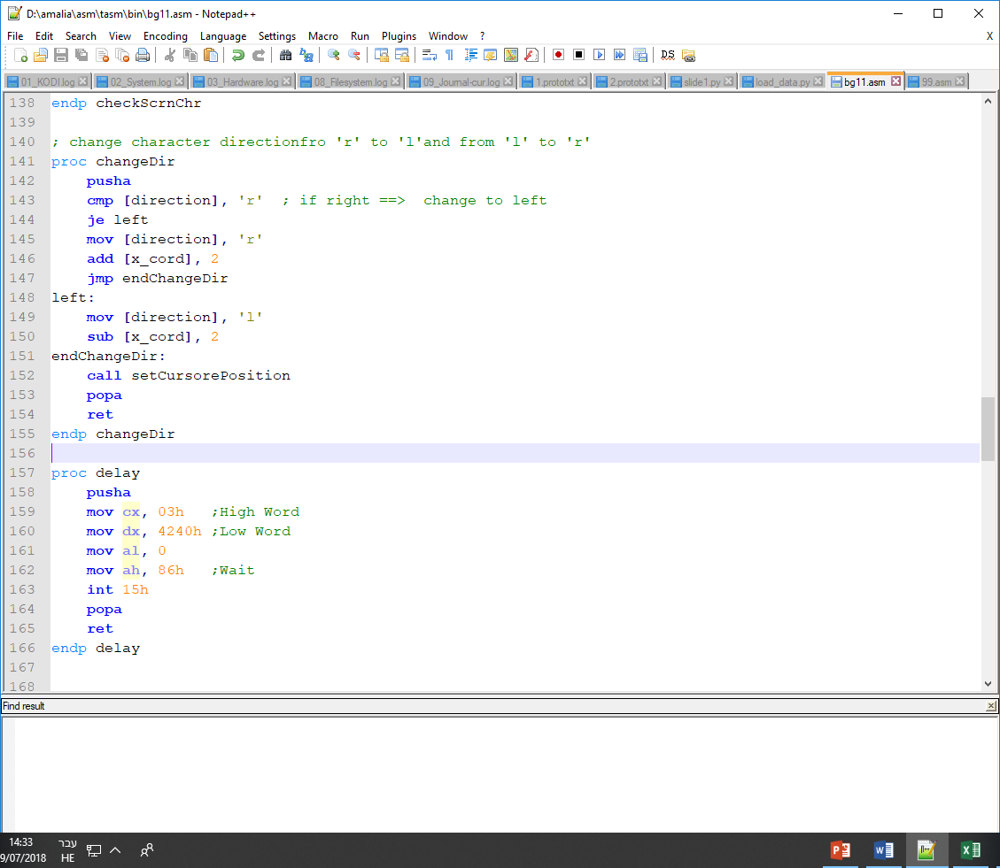 D:\amalia\asm\tasm\bin\bg11.asm - Notepad++
File Edit Search View Encoding Language Settings Macro Run Plugins Window ? X
01_KODI.log 02_System.log 03_Hardware.log 08_Filesystem.log 09_Journal-cur.log 1.prototxt 2.prototxt slide1.py load_data.py bg11.asm 99.asm
138 endp checkScrnChr
139
140 ; change character directionfro 'r' to 'l'and from 'l' to 'r'
141 proc changeDir
142 pusha
143 cmp [direction], 'r' ; if right ==> change to left
144 je left
145 mov [direction], 'r'
146 add [x_cord], 2
147 jmp endChangeDir
148 left:
149 mov [direction], 'l'
150 sub [x_cord], 2
151 endChangeDir:
152 call setCursorePosition
153 popa
154 ret
155 endp changeDir
156
157 proc delay
158 pusha
159 mov cx, 03h ;High Word
160 mov dx, 4240h ;Low Word
161 mov al, 0
162 mov ah, 86h ;Wait
163 int 15h
164 popa
165 ret
166 endp delay
167
168
Find result
14:33 עבר
9/07/2018 HE